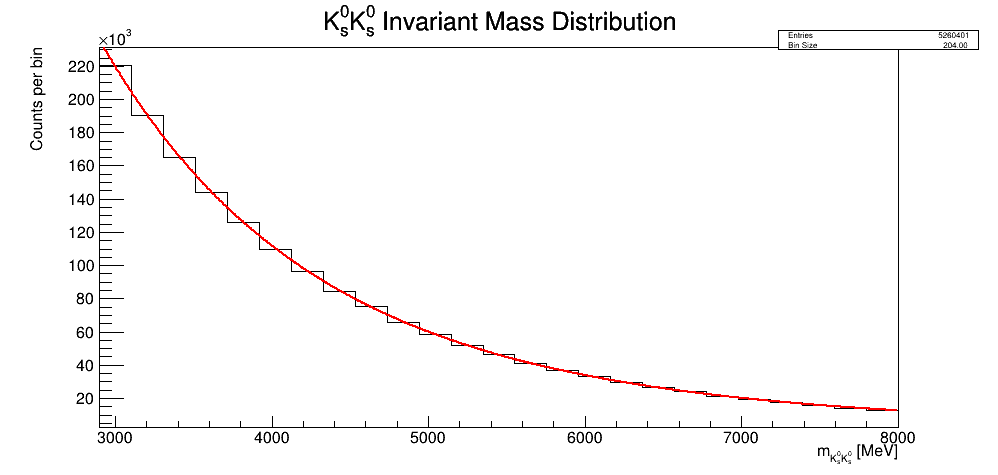 K⁰ₛK⁰ₛ Invariant Mass Distribution
Entries 5260401
Bin Size 204.00
×10³
Counts per bin
220
200
180
160
140
120
100
80
60
40
20
3000 4000 5000 6000 7000 8000
m_K⁰ₛK⁰ₛ [MeV]